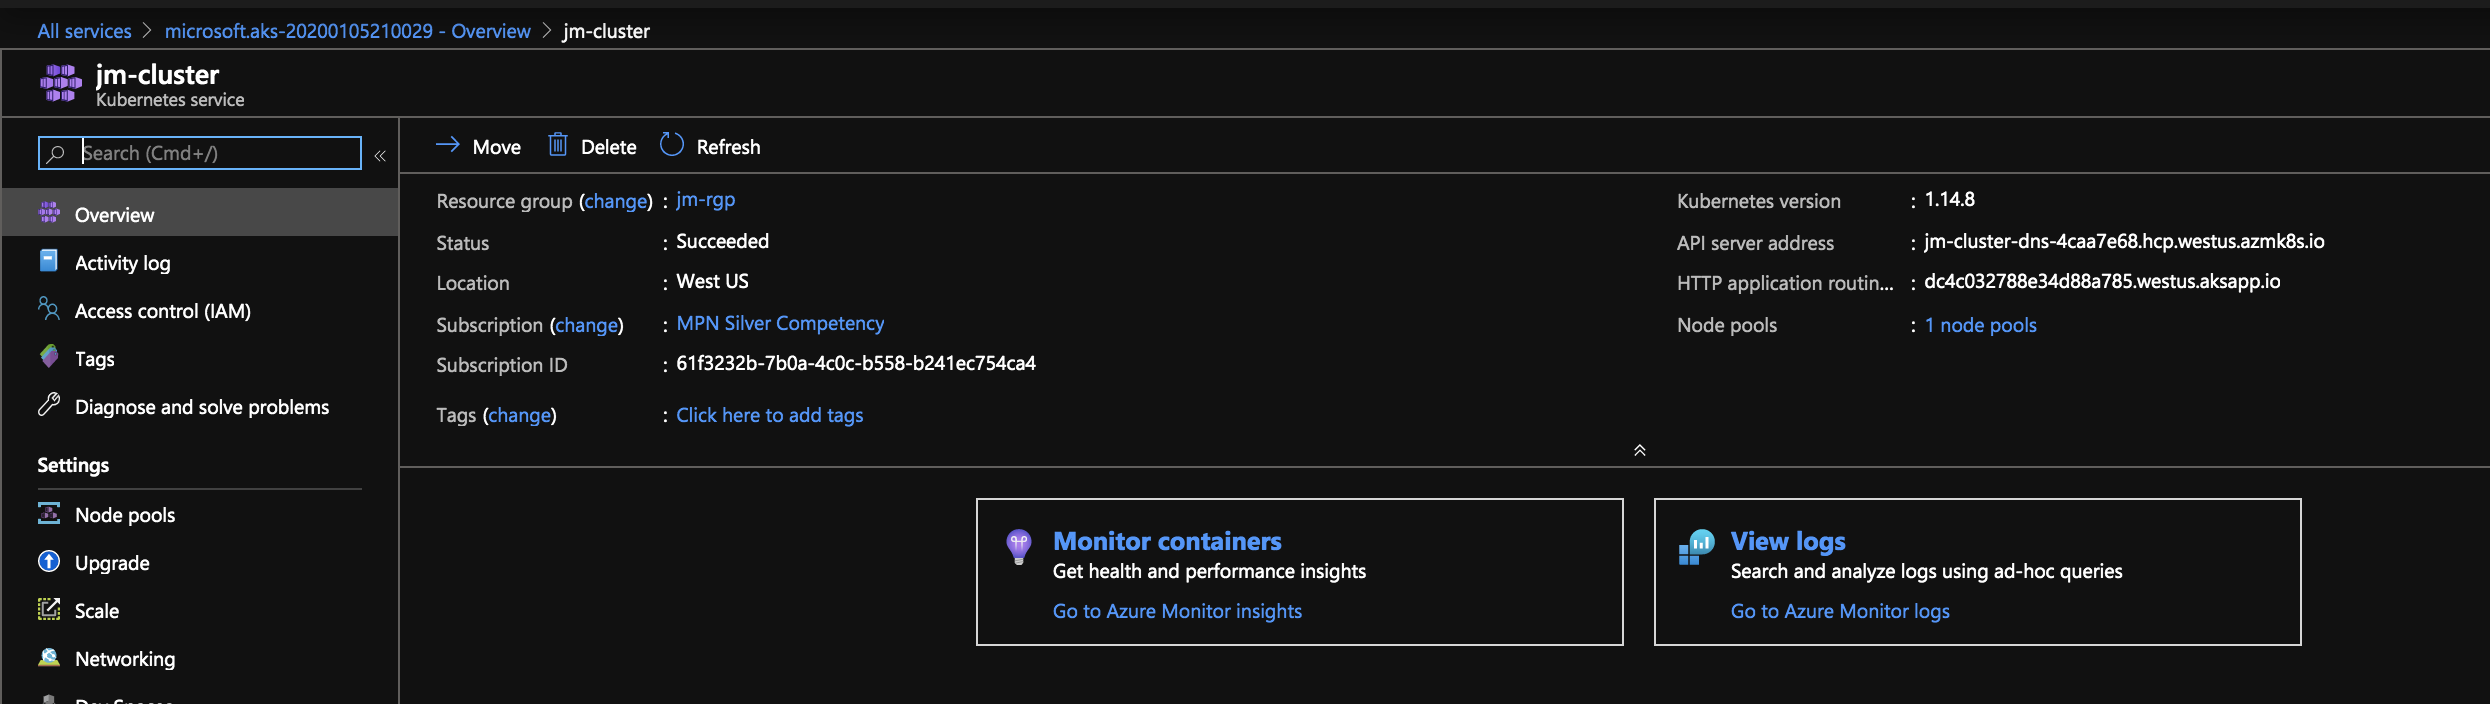 All services > microsoft.aks-20200105210029 - Overview > jm-cluster
jm-cluster
Kubernetes service
Search (Cmd+/)
«
Overview
Activity log
Access control (IAM)
Tags
Diagnose and solve problems
Settings
Node pools
Upgrade
Scale
Networking
Dev Spaces
Move Delete Refresh
Resource group (change) : jm-rgp
Status : Succeeded
Location : West US
Subscription (change) : MPN Silver Competency
Subscription ID : 61f3232b-7b0a-4c0c-b558-b241ec754ca4
Tags (change) : Click here to add tags
Kubernetes version : 1.14.8
API server address : jm-cluster-dns-4caa7e68.hcp.westus.azmk8s.io
HTTP application routin... : dc4c032788e34d88a785.westus.aksapp.io
Node pools : 1 node pools
Monitor containers
Get health and performance insights
Go to Azure Monitor insights
View logs
Search and analyze logs using ad-hoc queries
Go to Azure Monitor logs